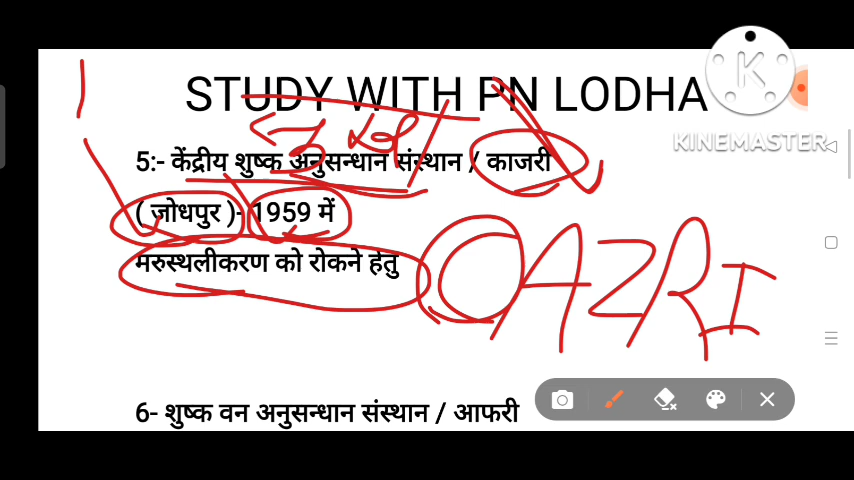 STUDY WITH PN LODHA
K
KINEMASTER
5:- केंद्रीय शुष्क अनुसन्धान संस्थान / काजरी
( जोधपुर )- 1959 में
मरुस्थलीकरण को रोकने हेतु
CAZRI
6- शुष्क वन अनुसन्धान संस्थान / आफरी